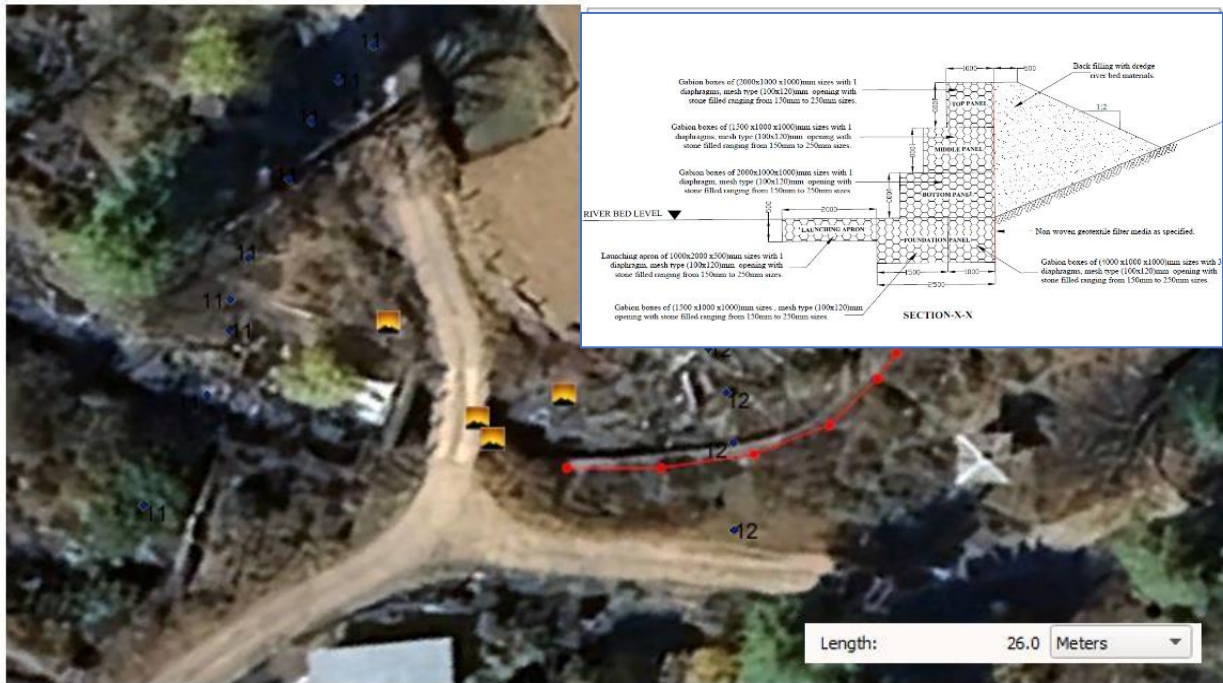 11
11
11
11
11
11
11
11
12
12
12
12
1000
500
Gabion boxes of (2000x1000 x1000)mm sizes with 1
diaphragms, mesh type (100x120)mm opening with
stone filled ranging from 150mm to 250mm sizes.
Back filling with dredge
river bed materials.
TOP PANEL
1000
1:2
Gabion boxes of (1500 x1000 x1000)mm sizes with 1
diaphragms, mesh type (100x120)mm opening with
stone filled ranging from 150mm to 250mm sizes.
MIDDLE PANEL
1000
Gabion boxes of 2000x1000x1000)mm sizes with 1
diaphragm, mesh type (100x120)mm opening with
stone filled ranging from 150mm to 250mm sizes.
BOTTOM PANEL
1000
RIVER BED LEVEL
500
2000
LAUNCHING APRON
FOUNDATION PANEL
Non woven geotextile filter media as specified.
Launching apron of 1000x2000 x500)mm sizes with 1
diaphragm, mesh type (100x120)mm opening with
stone filled ranging from 150mm to 250mm sizes.
Gabion boxes of (4000 x1000 x1000)mm sizes with 3
diaphragms, mesh type (100x120)mm opening with
stone filled ranging from 150mm to 250mm sizes.
1500
1000
2500
Gabion boxes of (1500 x1000 x1000)mm sizes , mesh type (100x120)mm
opening with stone filled ranging from 150mm to 250mm sizes.
SECTION-X-X
Length: 26.0 Meters